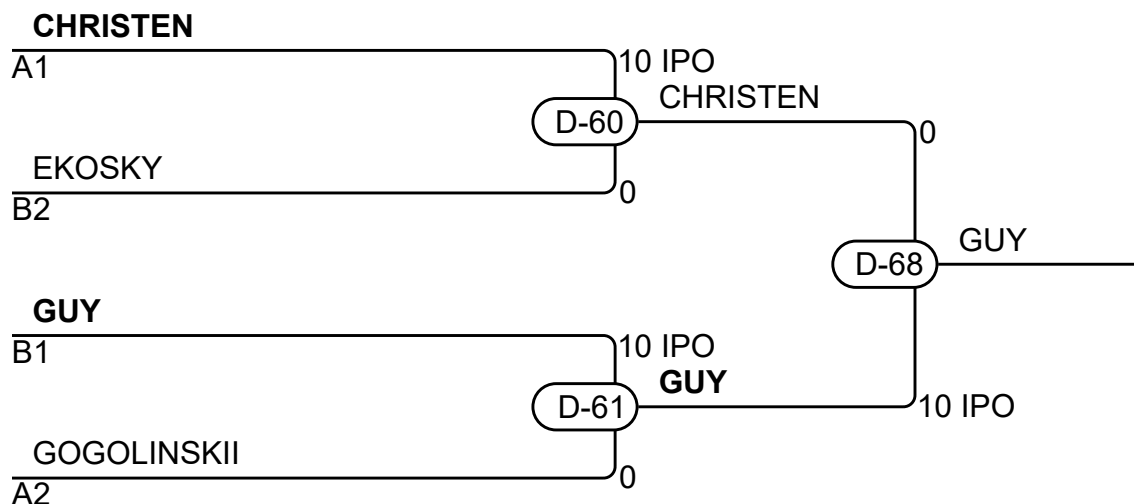 CHRISTEN
A1
10 IPO
CHRISTEN
D-60
0
EKOSKY
B2
0
D-68
GUY
GUY
B1
10 IPO
GUY
D-61
10 IPO
GOGOLINSKII
A2
0